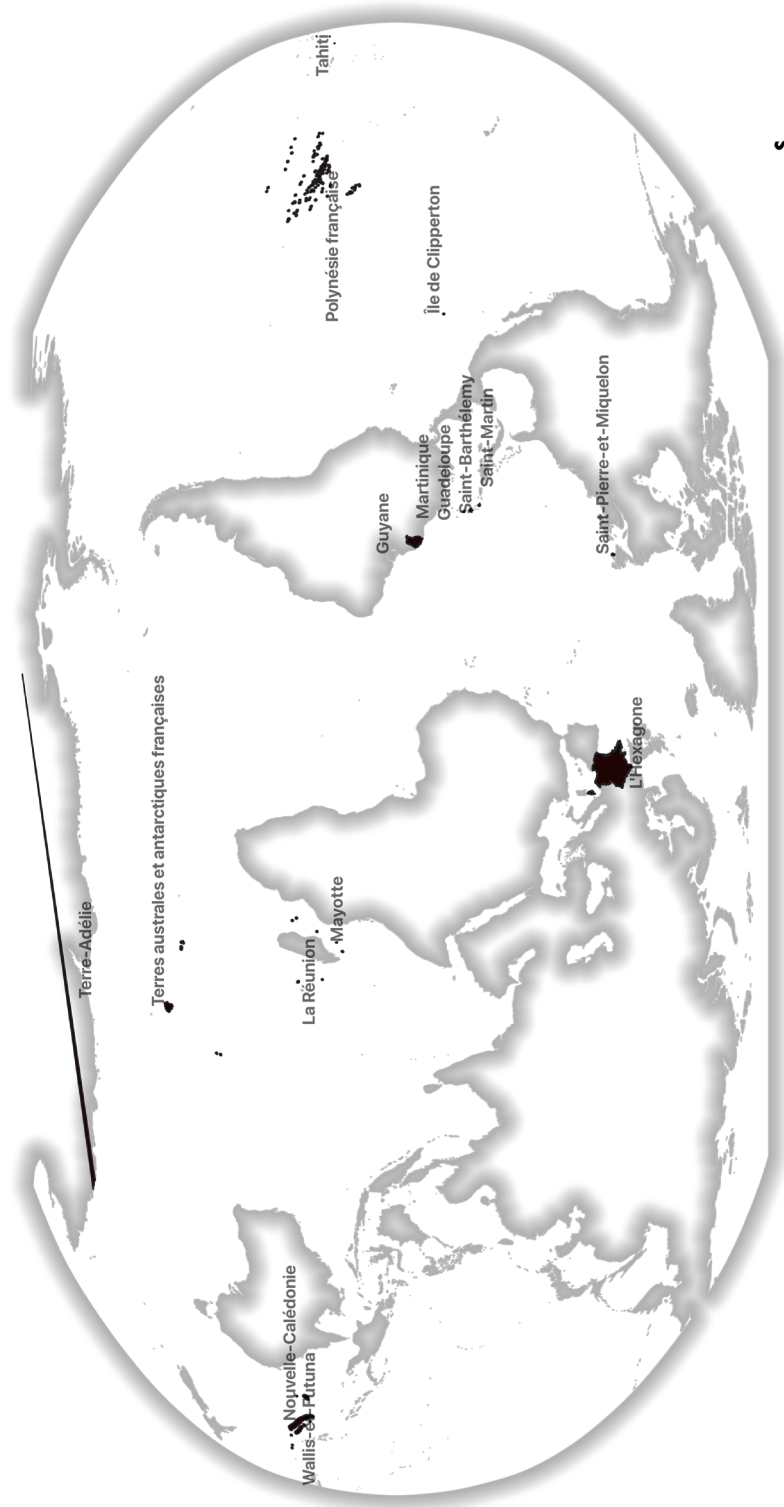 Tahiti
Polynésie française
Île de Clipperton
Guyane
Martinique
Guadeloupe
Saint-Barthélemy
Saint-Martin
Saint-Pierre-et-Miquelon
L'Hexagone
Terres australes et antarctiques françaises
Terre-Adélie
Mayotte
La Réunion
Nouvelle-Calédonie
Wallis-et-Futuna